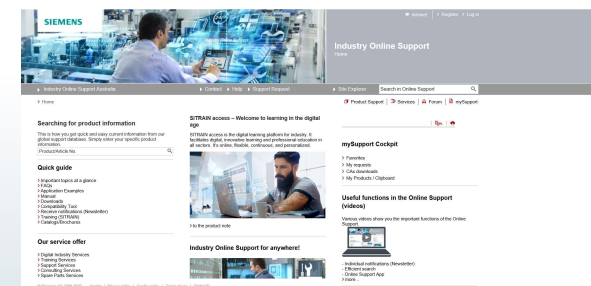 SIEMENS
Register
Log in
Industry Online Support
Home
Industry Online Support Australia
Contact
Help
Support Request
Site Explorer
Search in Online Support
> Home
Product Support
Services
Forum
mySupport
Searching for product information
This is how you get quick and easy current information from our
global support database. Simply enter your specific product
information.
Product/Article No.
Quick guide
> Important topics at a glance
> FAQs
> Application Examples
> Manual
> Downloads
> Compatibility Tool
> Receive notifications (Newsletter)
> Training (SITRAIN)
> Catalogs/Brochures
Our service offer
> Digital Industry Services
> Training Services
> Support Services
> Consulting Services
> Spare Parts Services
SITRAIN access – Welcome to learning in the digital
age
SITRAIN access is the digital learning platform for industry. It
facilitates digital, innovative learning and professional education in
all sectors. It's online, flexible, continuous, and personalized.
> to the product note
Industry Online Support for anywhere!
mySupport Cockpit
> Favorites
> My requests
> CAx downloads
> My Products / Clipboard
Useful functions in the Online Support
(videos)
Various videos show you the important functions of the Online
Support
- Individual notifications (Newsletter)
- Efficient search
- Online Support App
> more ..